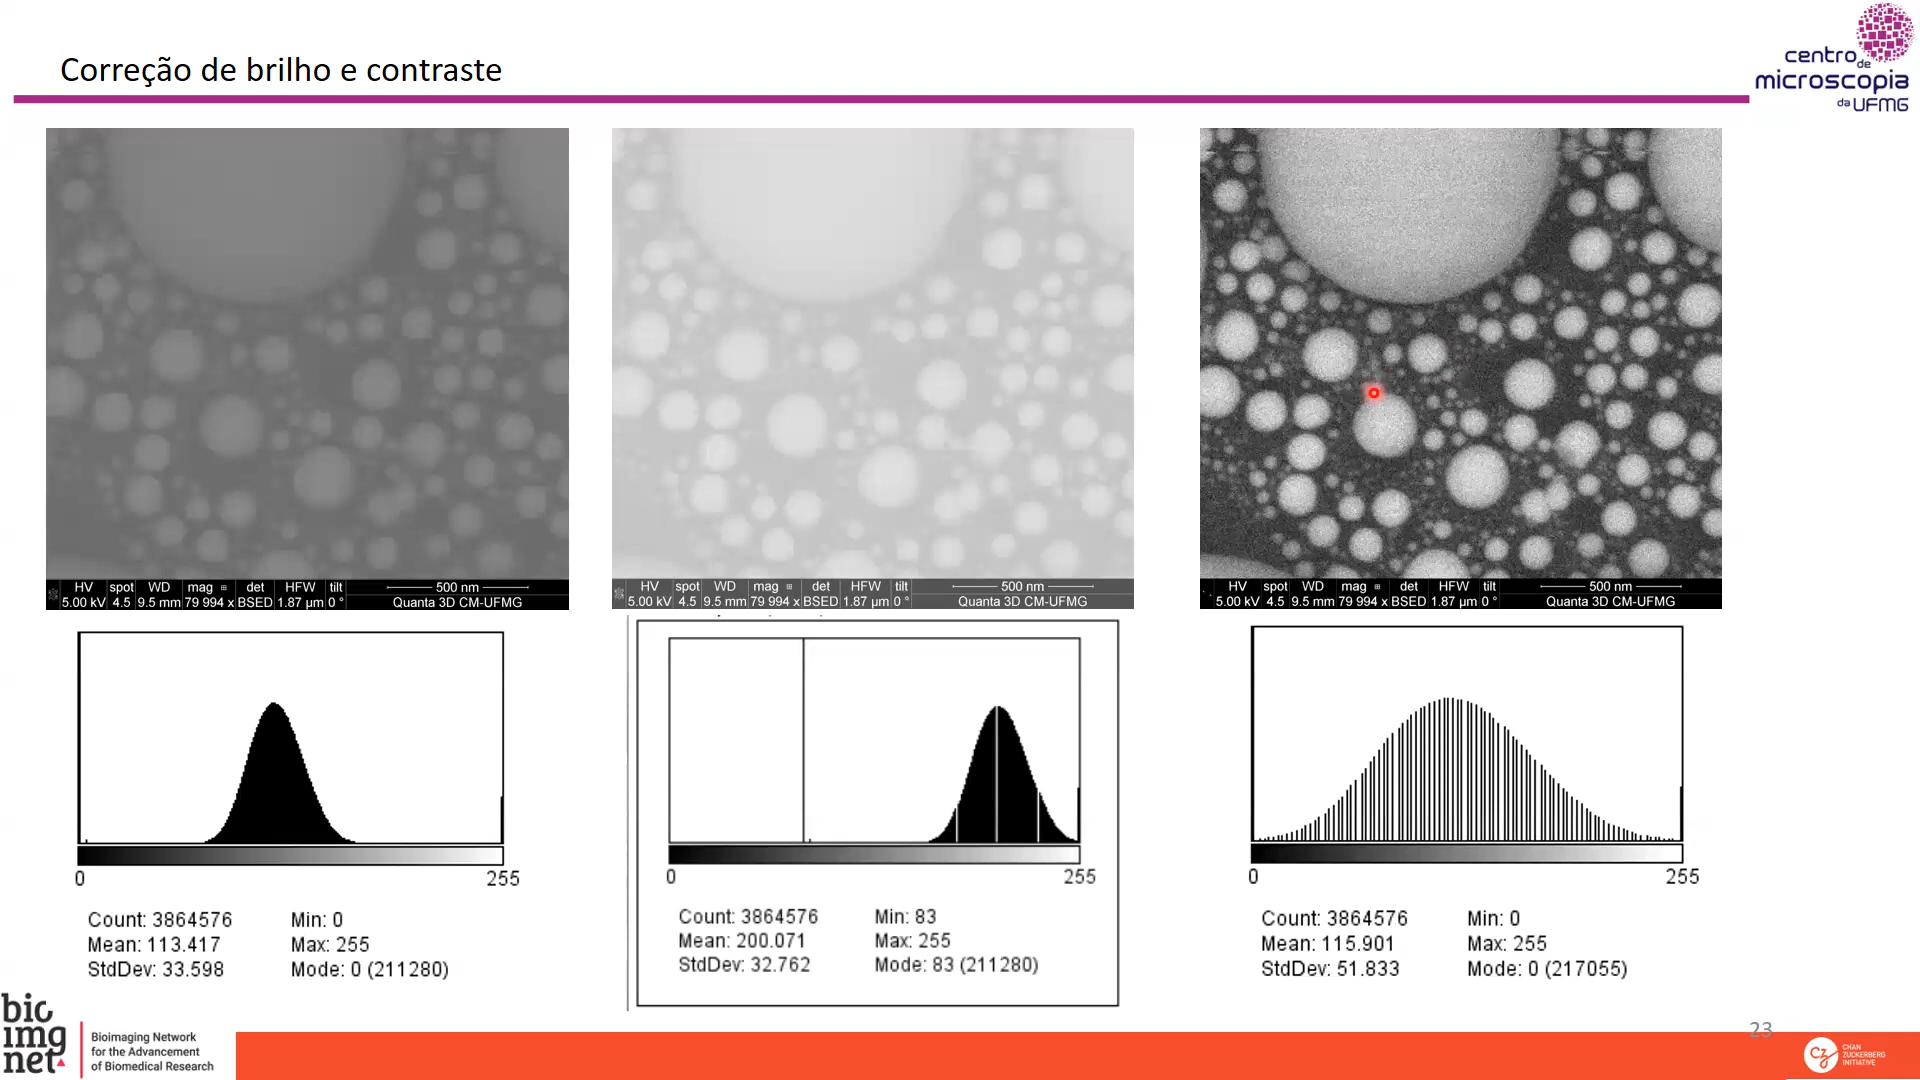 Correção de brilho e contraste
centro de
microscopia
da UFMG
HV spot WD mag det HFW tilt 500 nm
5.00 kV 4.5 9.5 mm 79 994 x BSED 1.87 µm 0 ° Quanta 3D CM-UFMG
HV spot WD mag det HFW tilt 500 nm
5.00 kV 4.5 9.5 mm 79 994 x BSED 1.87 µm 0 ° Quanta 3D CM-UFMG
HV spot WD mag det HFW tilt 500 nm
5.00 kV 4.5 9.5 mm 79 994 x BSED 1.87 µm 0 ° Quanta 3D CM-UFMG
0 255
Count: 3864576 Min: 0
Mean: 113.417 Max: 255
StdDev: 33.598 Mode: 0 (211280)
0 255
Count: 3864576 Min: 83
Mean: 200.071 Max: 255
StdDev: 32.762 Mode: 83 (211280)
0 255
Count: 3864576 Min: 0
Mean: 115.901 Max: 255
StdDev: 51.833 Mode: 0 (217055)
bio
img
net
Bioimaging Network
for the Advancement
of Biomedical Research
23
CZ
CHAN
ZUCKERBERG
INITIATIVE